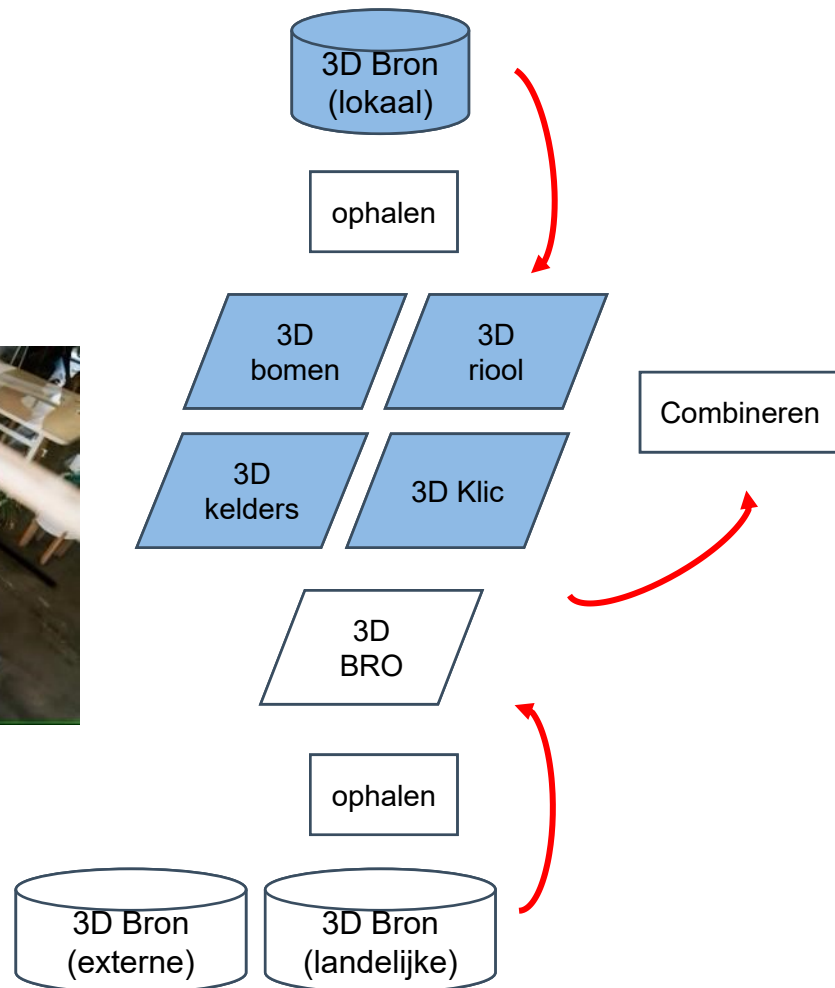 3D Bron
(lokaal)
ophalen
3D
bomen
3D
riool
Combineren
3D
kelders
3D Klic
3D
BRO
ophalen
3D Bron
(externe)
3D Bron
(landelijke)